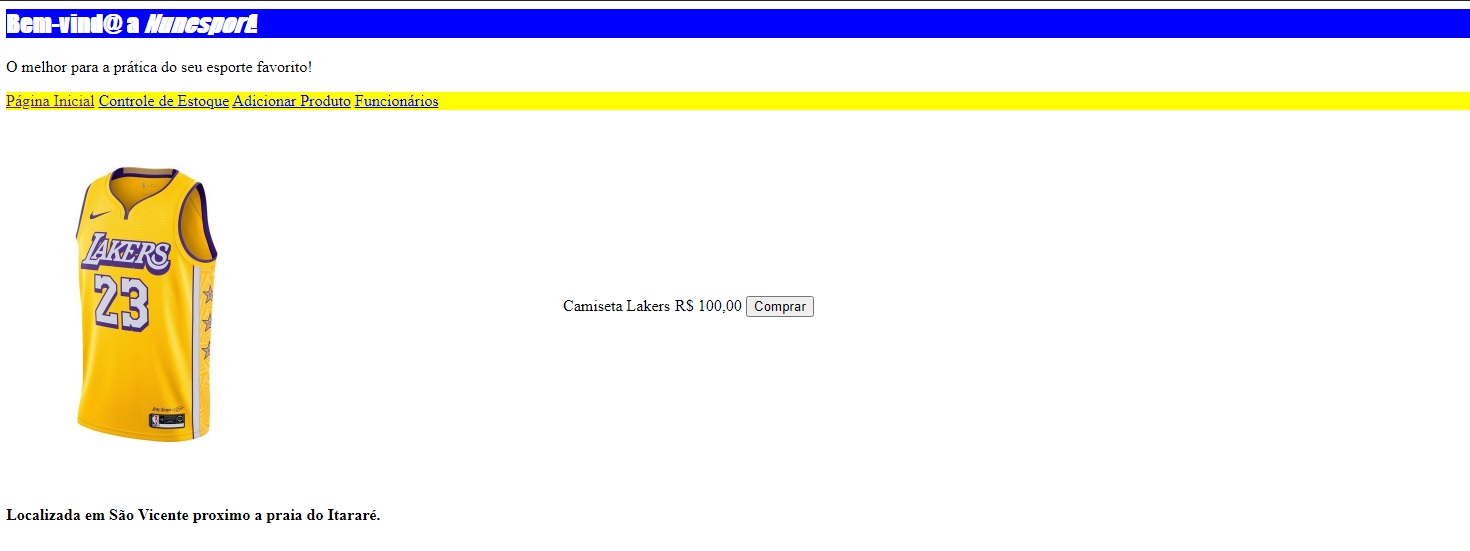 Bem-vind@ a Nunesport!
O melhor para a prática do seu esporte favorito!
Página Inicial Controle de Estoque Adicionar Produto Funcionários
LAKERS
23
Camiseta Lakers R$ 100,00 Comprar
Localizada em São Vicente proximo a praia do Itararé.